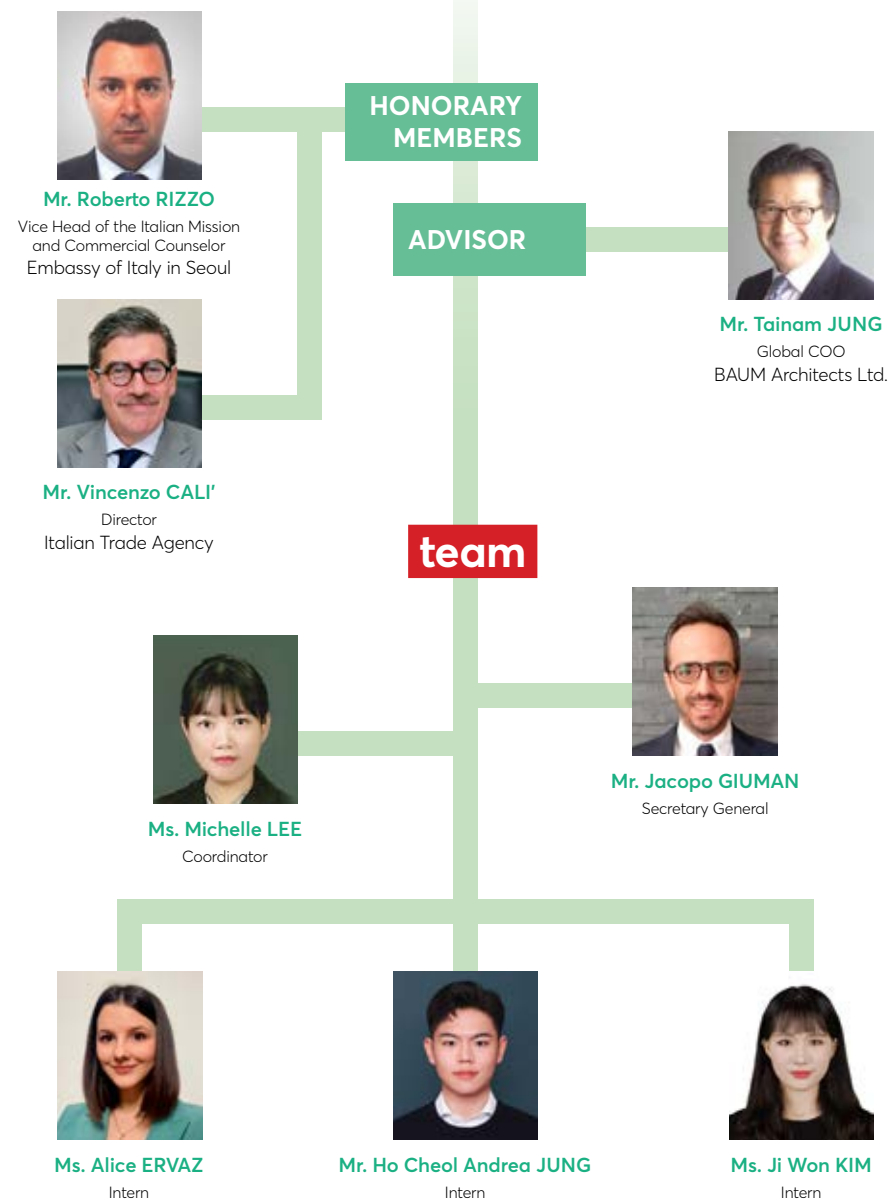 HONORARY
MEMBERS
Mr. Roberto RIZZO
Vice Head of the Italian Mission
and Commercial Counselor
Embassy of Italy in Seoul
ADVISOR
Mr. Tainam JUNG
Global COO
BAUM Architects Ltd.
Mr. Vincenzo CALI'
Director
Italian Trade Agency
team
Mr. Jacopo GIUMAN
Secretary General
Ms. Michelle LEE
Coordinator
Ms. Alice ERVAZ
Intern
Mr. Ho Cheol Andrea JUNG
Intern
Ms. Ji Won KIM
Intern